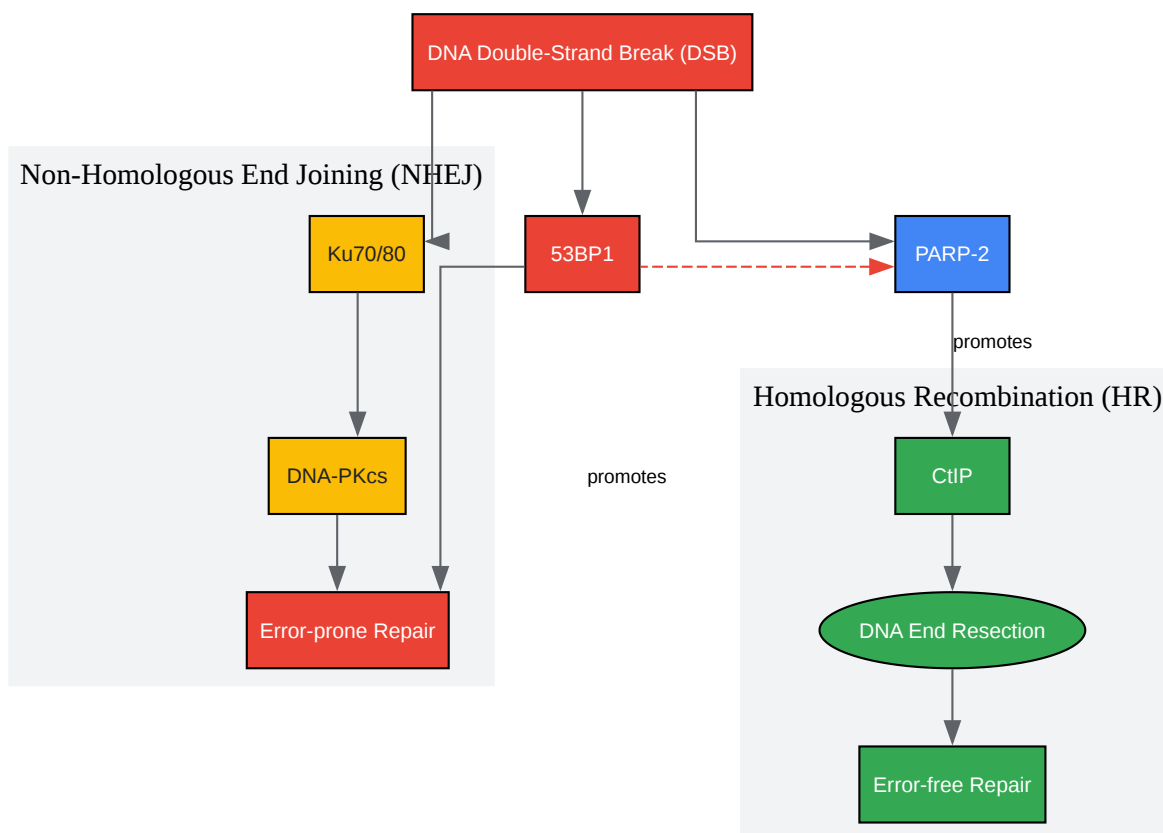 DNA Double-Strand Break (DSB)
Non-Homologous End Joining (NHEJ)
Ku70/80
53BP1
PARP-2
promotes
Homologous Recombination (HR)
DNA-PKcs
promotes
CtIP
Error-prone Repair
DNA End Resection
Error-free Repair